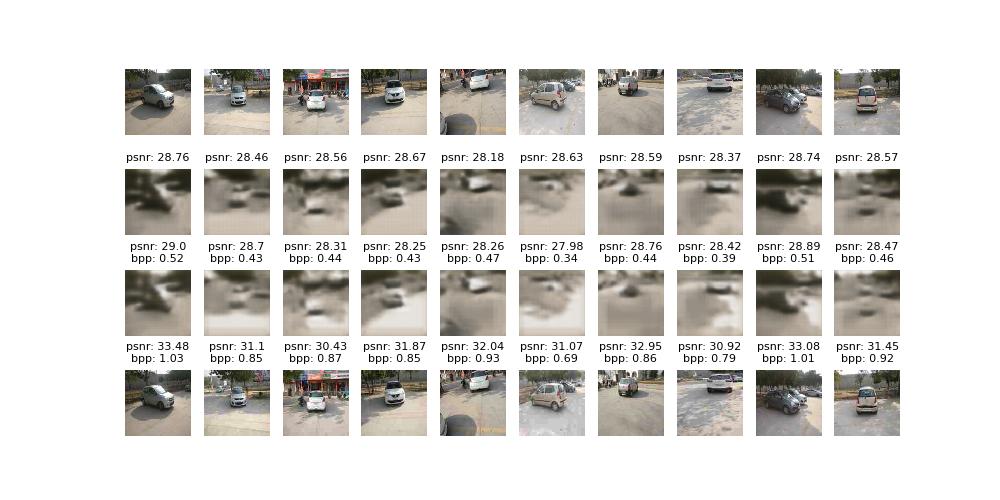 psnr: 28.76 psnr: 28.46 psnr: 28.56 psnr: 28.67 psnr: 28.18 psnr: 28.63 psnr: 28.59 psnr: 28.37 psnr: 28.74 psnr: 28.57
psnr: 29.0 psnr: 28.7 psnr: 28.31 psnr: 28.25 psnr: 28.26 psnr: 27.98 psnr: 28.76 psnr: 28.42 psnr: 28.89 psnr: 28.47
bpp: 0.52 bpp: 0.43 bpp: 0.44 bpp: 0.43 bpp: 0.47 bpp: 0.34 bpp: 0.44 bpp: 0.39 bpp: 0.51 bpp: 0.46
psnr: 33.48 psnr: 31.1 psnr: 30.43 psnr: 31.87 psnr: 32.04 psnr: 31.07 psnr: 32.95 psnr: 30.92 psnr: 33.08 psnr: 31.45
bpp: 1.03 bpp: 0.85 bpp: 0.87 bpp: 0.85 bpp: 0.93 bpp: 0.69 bpp: 0.86 bpp: 0.79 bpp: 1.01 bpp: 0.92